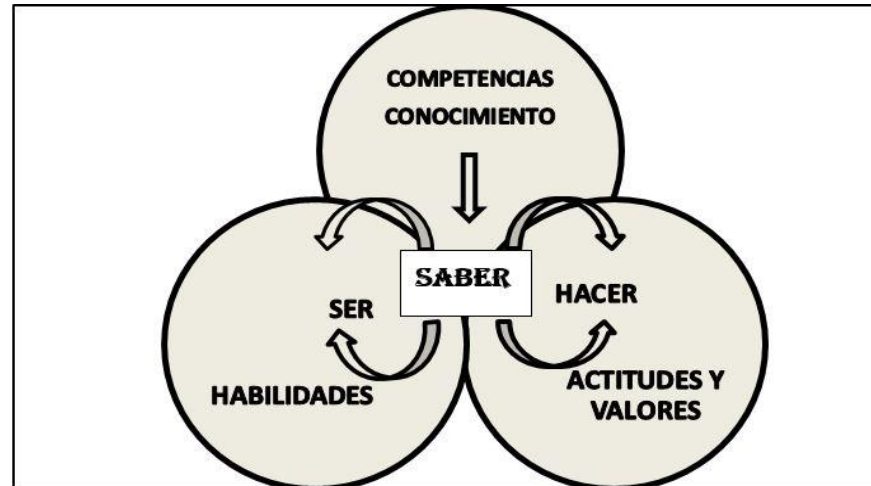 COMPETENCIAS
CONOCIMIENTO
SABER
SER
HACER
HABILIDADES
ACTITUDES Y
VALORES